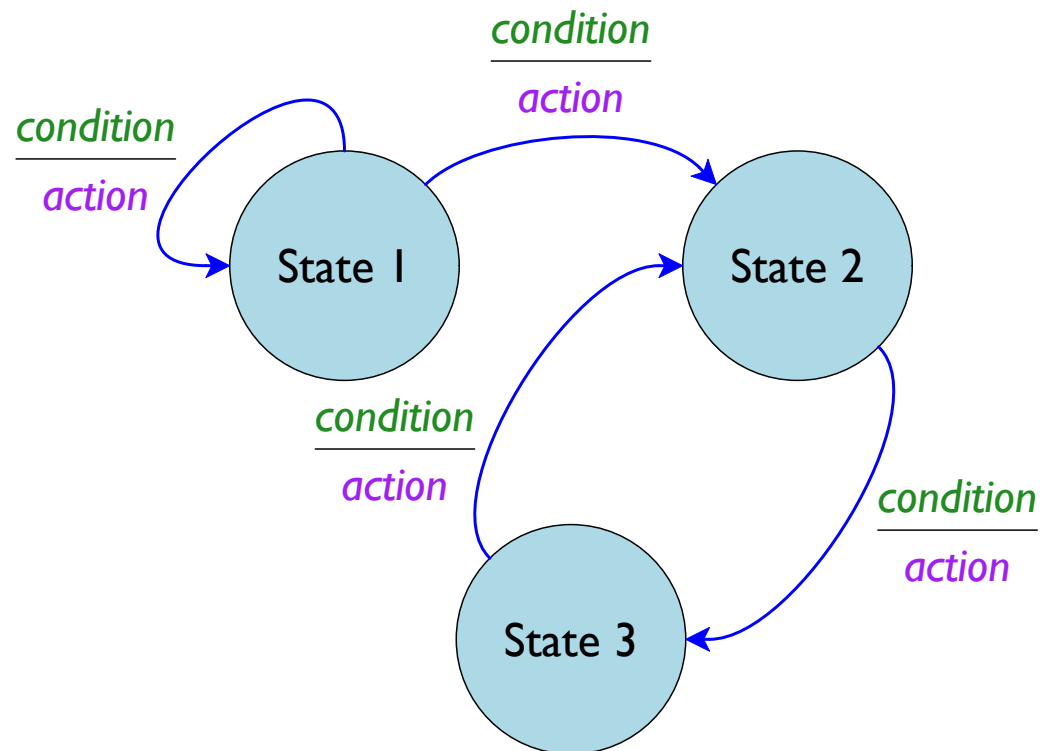 condition
action
condition
action
State 1
State 2
condition
action
condition
action
State 3